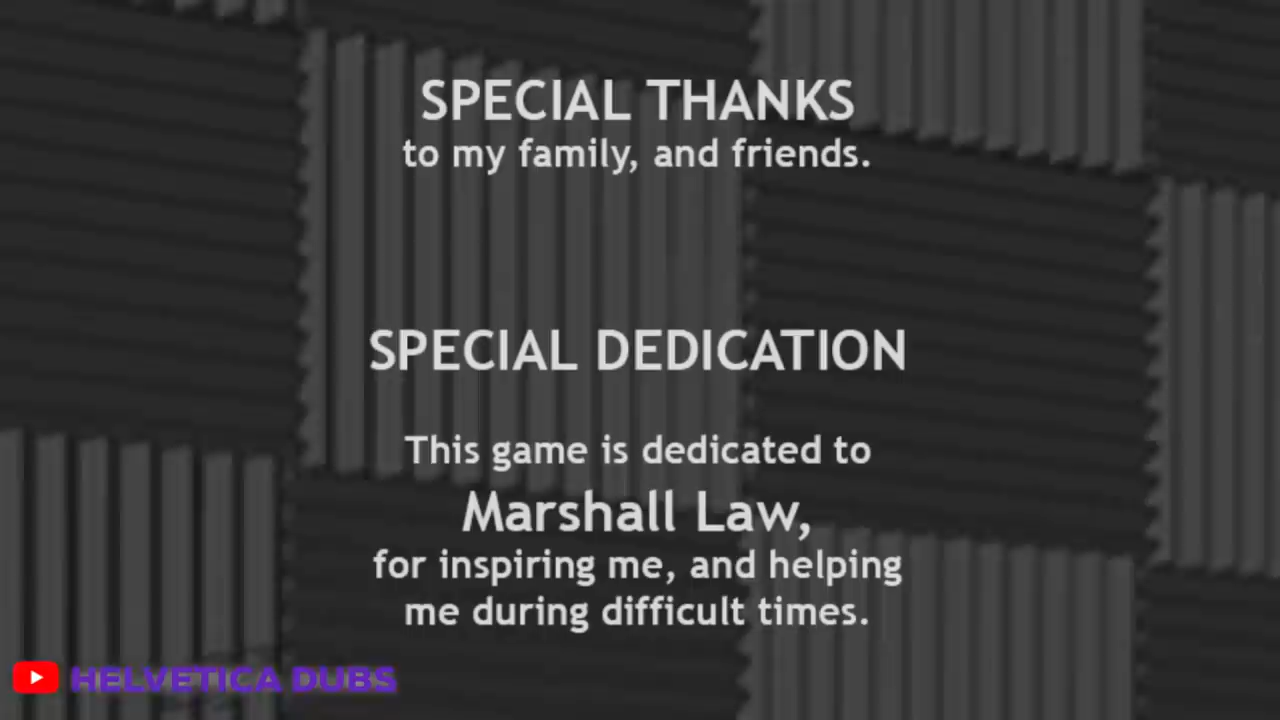 SPECIAL THANKS
to my family, and friends.
SPECIAL DEDICATION
This game is dedicated to
Marshall Law,
for inspiring me, and helping
me during difficult times.
HELVETICA DUBS